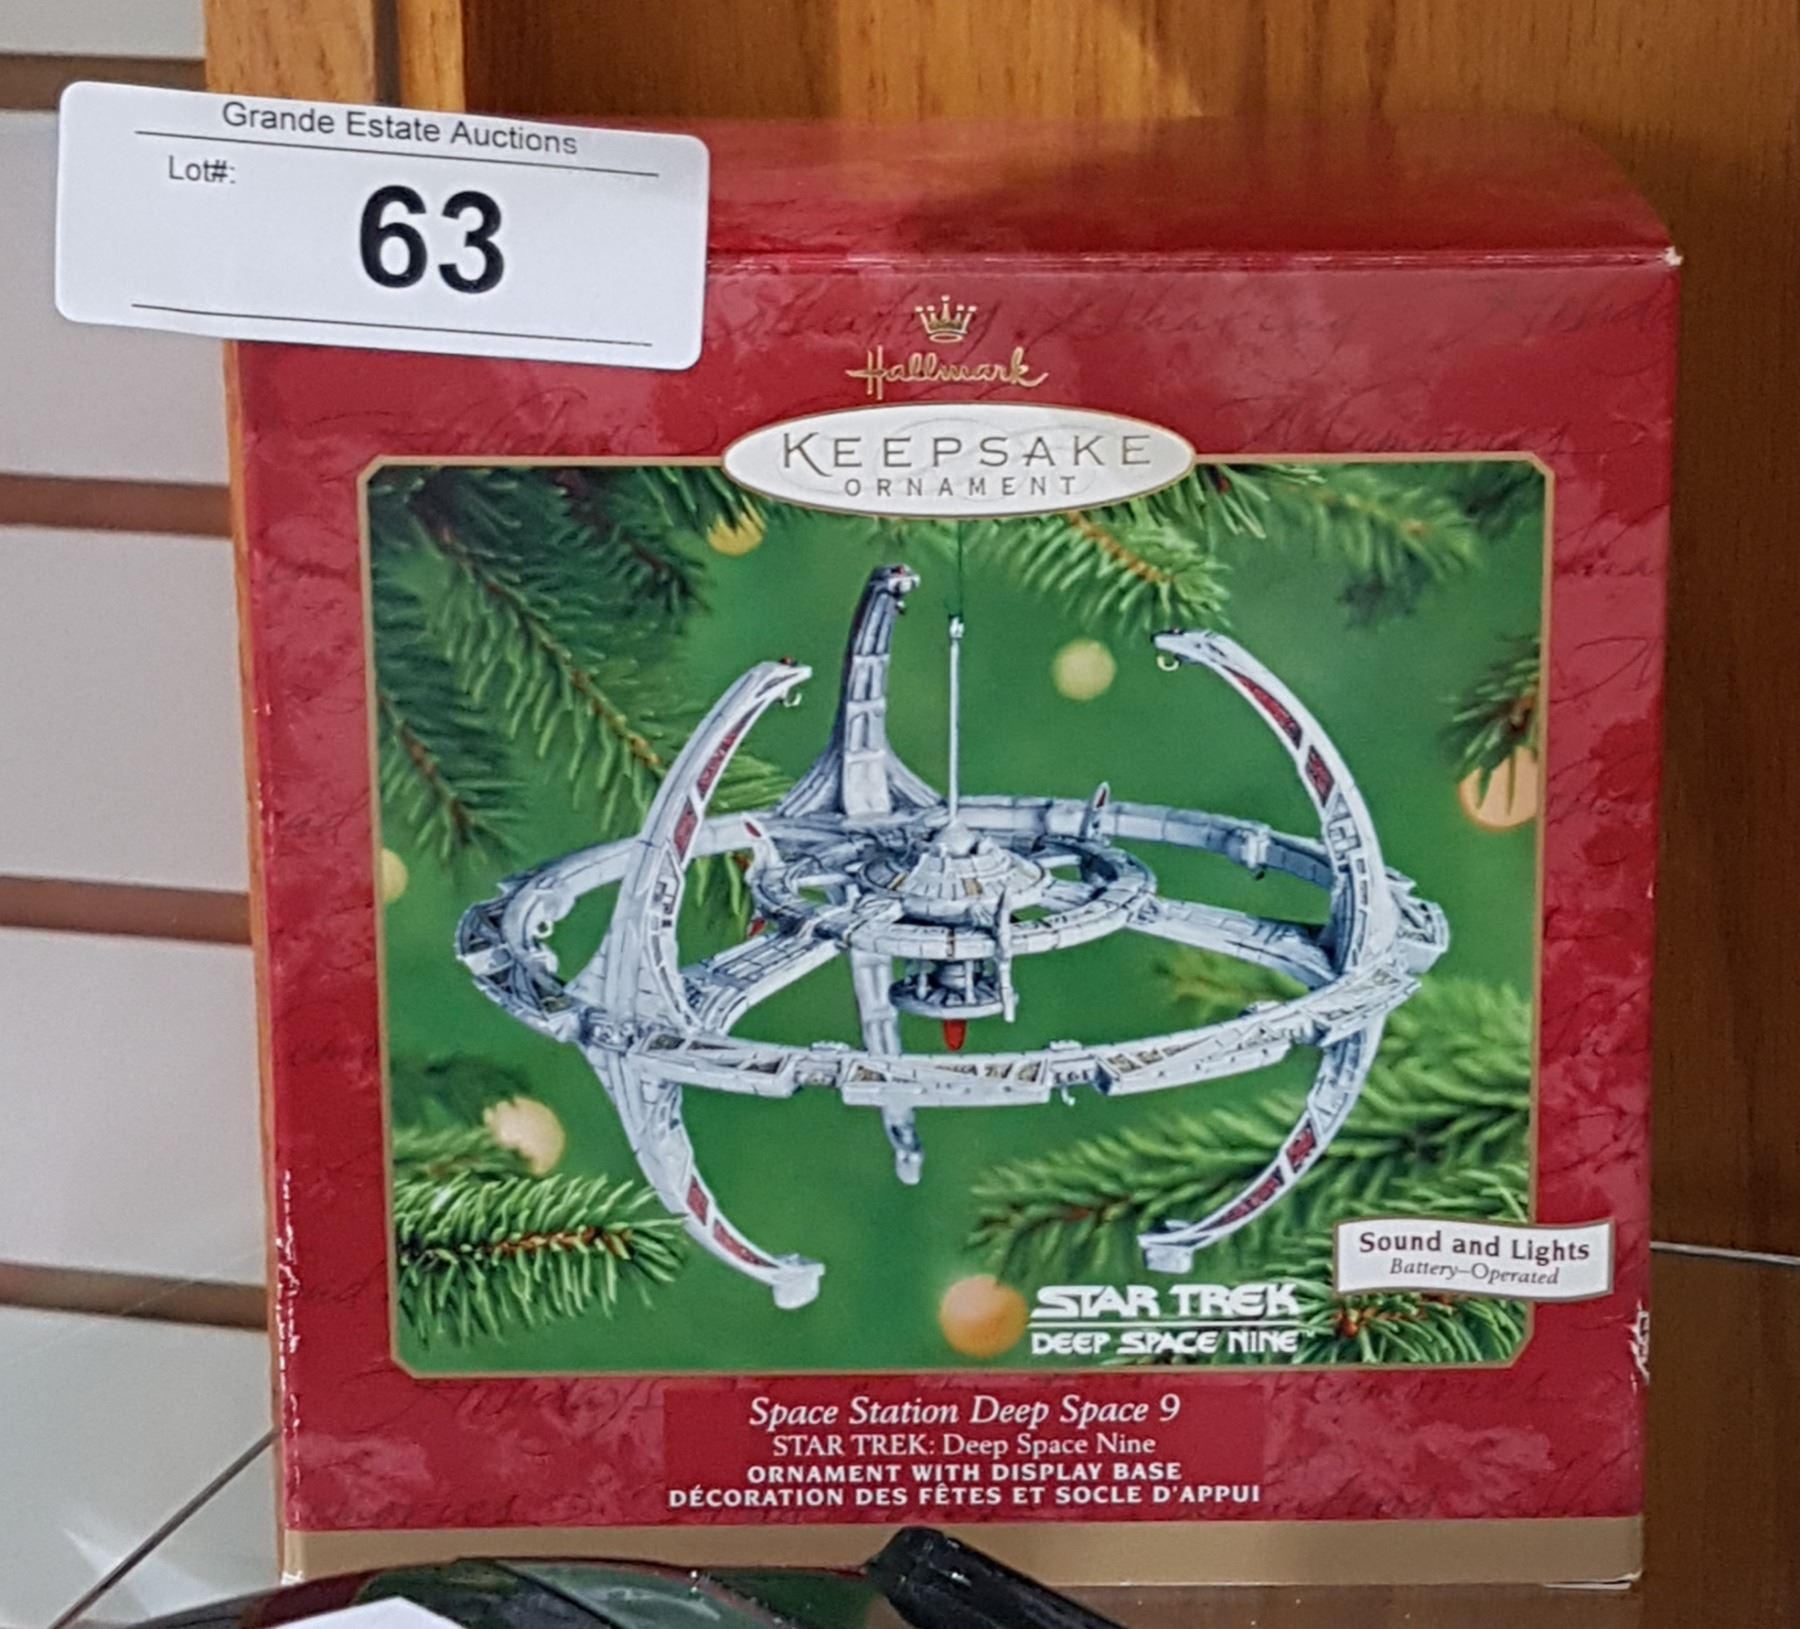 Grande Estate Auctions
Lot#:
63
Hallmark
KEEPSAKE
ORNAMENT
Sound and Lights
Battery-Operated
STAR TREK
DEEP SPACE NINE
Space Station Deep Space 9
STAR TREK: Deep Space Nine
ORNAMENT WITH DISPLAY BASE
DÉCORATION DES FÊTES ET SOCLE D'APPUI